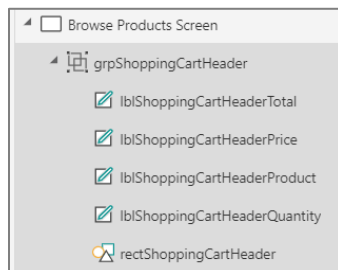 Browse Products Screen
grpShoppingCartHeader
lblShoppingCartHeaderTotal
lblShoppingCartHeaderPrice
lblShoppingCartHeaderProduct
lblShoppingCartHeaderQuantity
rectShoppingCartHeader